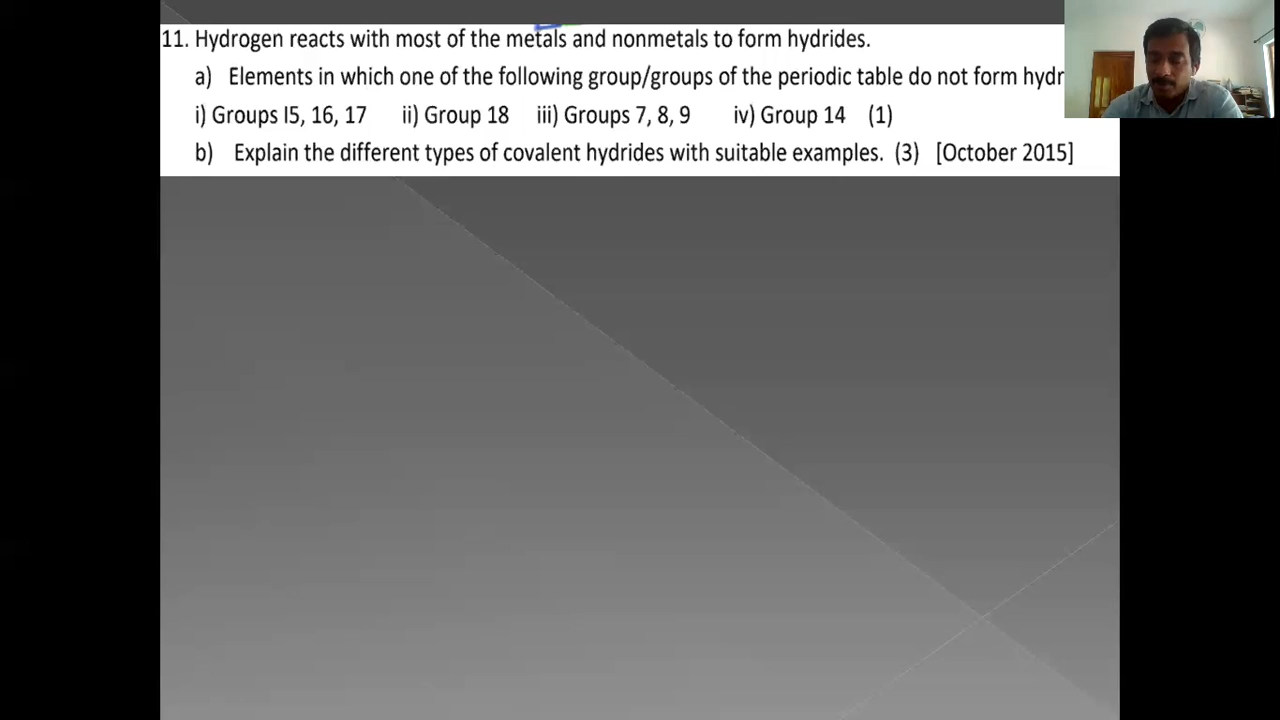 11. Hydrogen reacts with most of the metals and nonmetals to form hydrides.
a) Elements in which one of the following group/groups of the periodic table do not form hydr
i) Groups I5, 16, 17 ii) Group 18 iii) Groups 7, 8, 9 iv) Group 14 (1)
b) Explain the different types of covalent hydrides with suitable examples. (3) [October 2015]